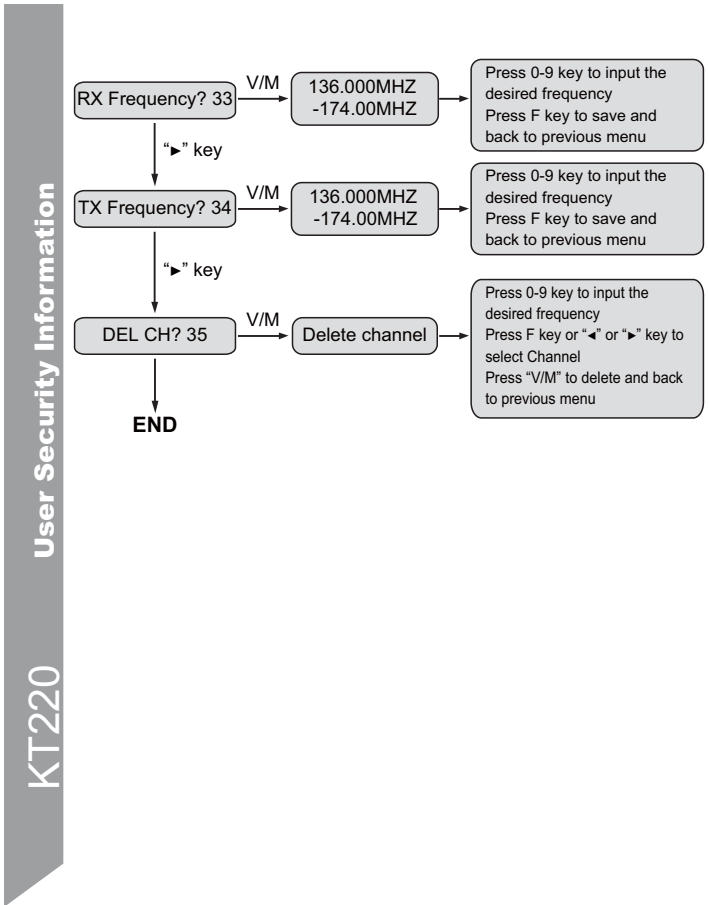 RX Frequency? 33
V/M
136.000MHZ
-174.00MHZ
Press 0-9 key to input the
desired frequency
Press F key to save and
back to previous menu
“►” key
TX Frequency? 34
V/M
136.000MHZ
-174.00MHZ
Press 0-9 key to input the
desired frequency
Press F key to save and
back to previous menu
“►” key
DEL CH? 35
V/M
Delete channel
Press 0-9 key to input the
desired frequency
Press F key or “◄” or “►” key to
select Channel
Press “V/M” to delete and back
to previous menu
END
User Security Information
KT220